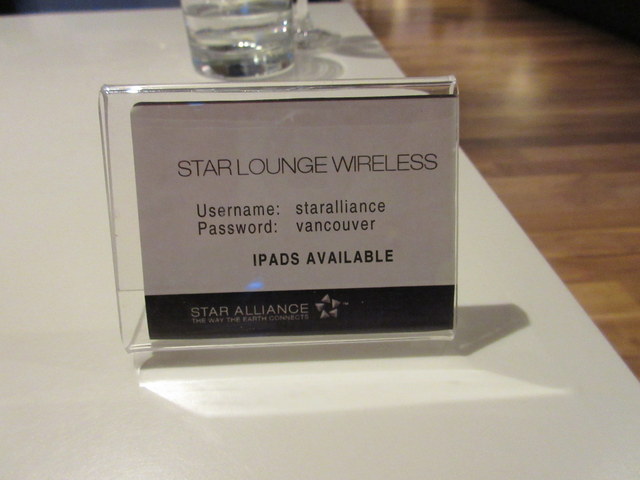 STAR LOUNGE WIRELESS
Username: staralliance
Password: vancouver
IPADS AVAILABLE
STAR ALLIANCE
THE WAY THE EARTH CONNECTS